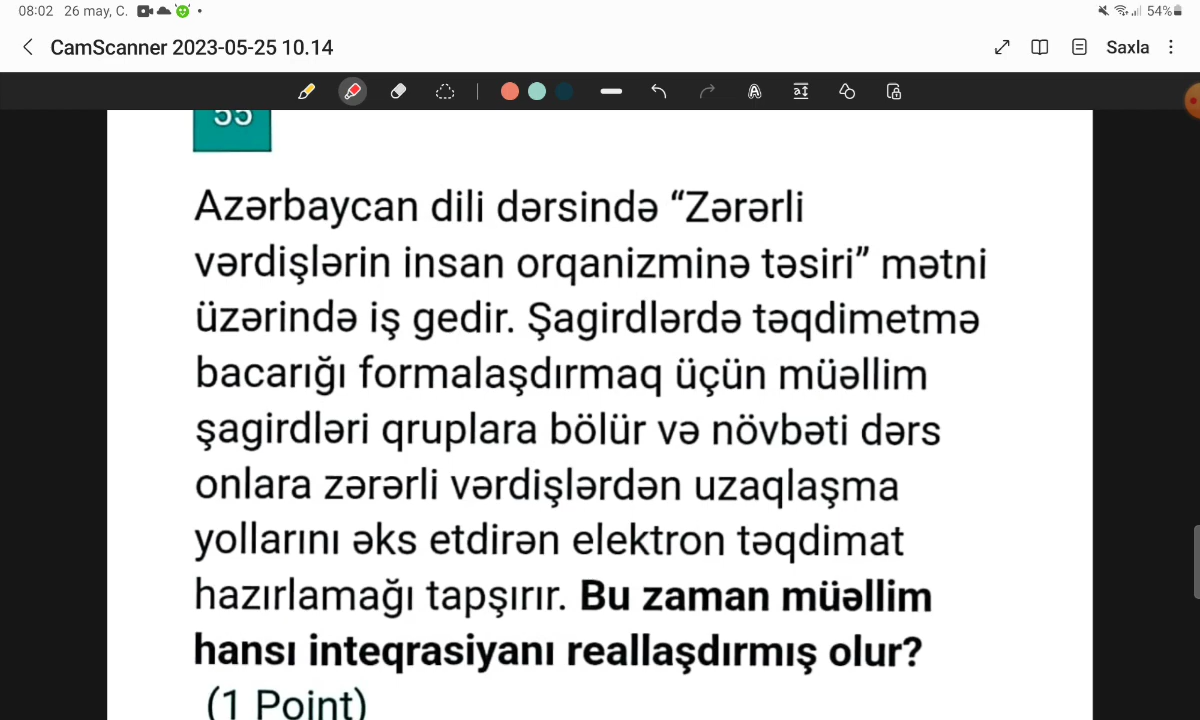 08:02 26 may, C. •
54%
CamScanner 2023-05-25 10.14
Saxla
55
Azərbaycan dili dərsində “Zərərli
vərdişlərin insan orqanizminə təsiri” mətni
üzərində iş gedir. Şagirdlərdə təqdimetmə
bacarığı formalaşdırmaq üçün müəllim
şagirdləri qruplara bölür və növbəti dərs
onlara zərərli vərdişlərdən uzaqlaşma
yollarını əks etdirən elektron təqdimat
hazırlamağı tapşırır. Bu zaman müəllim
hansı inteqrasiyanı reallaşdırmış olur?
(1 Point)